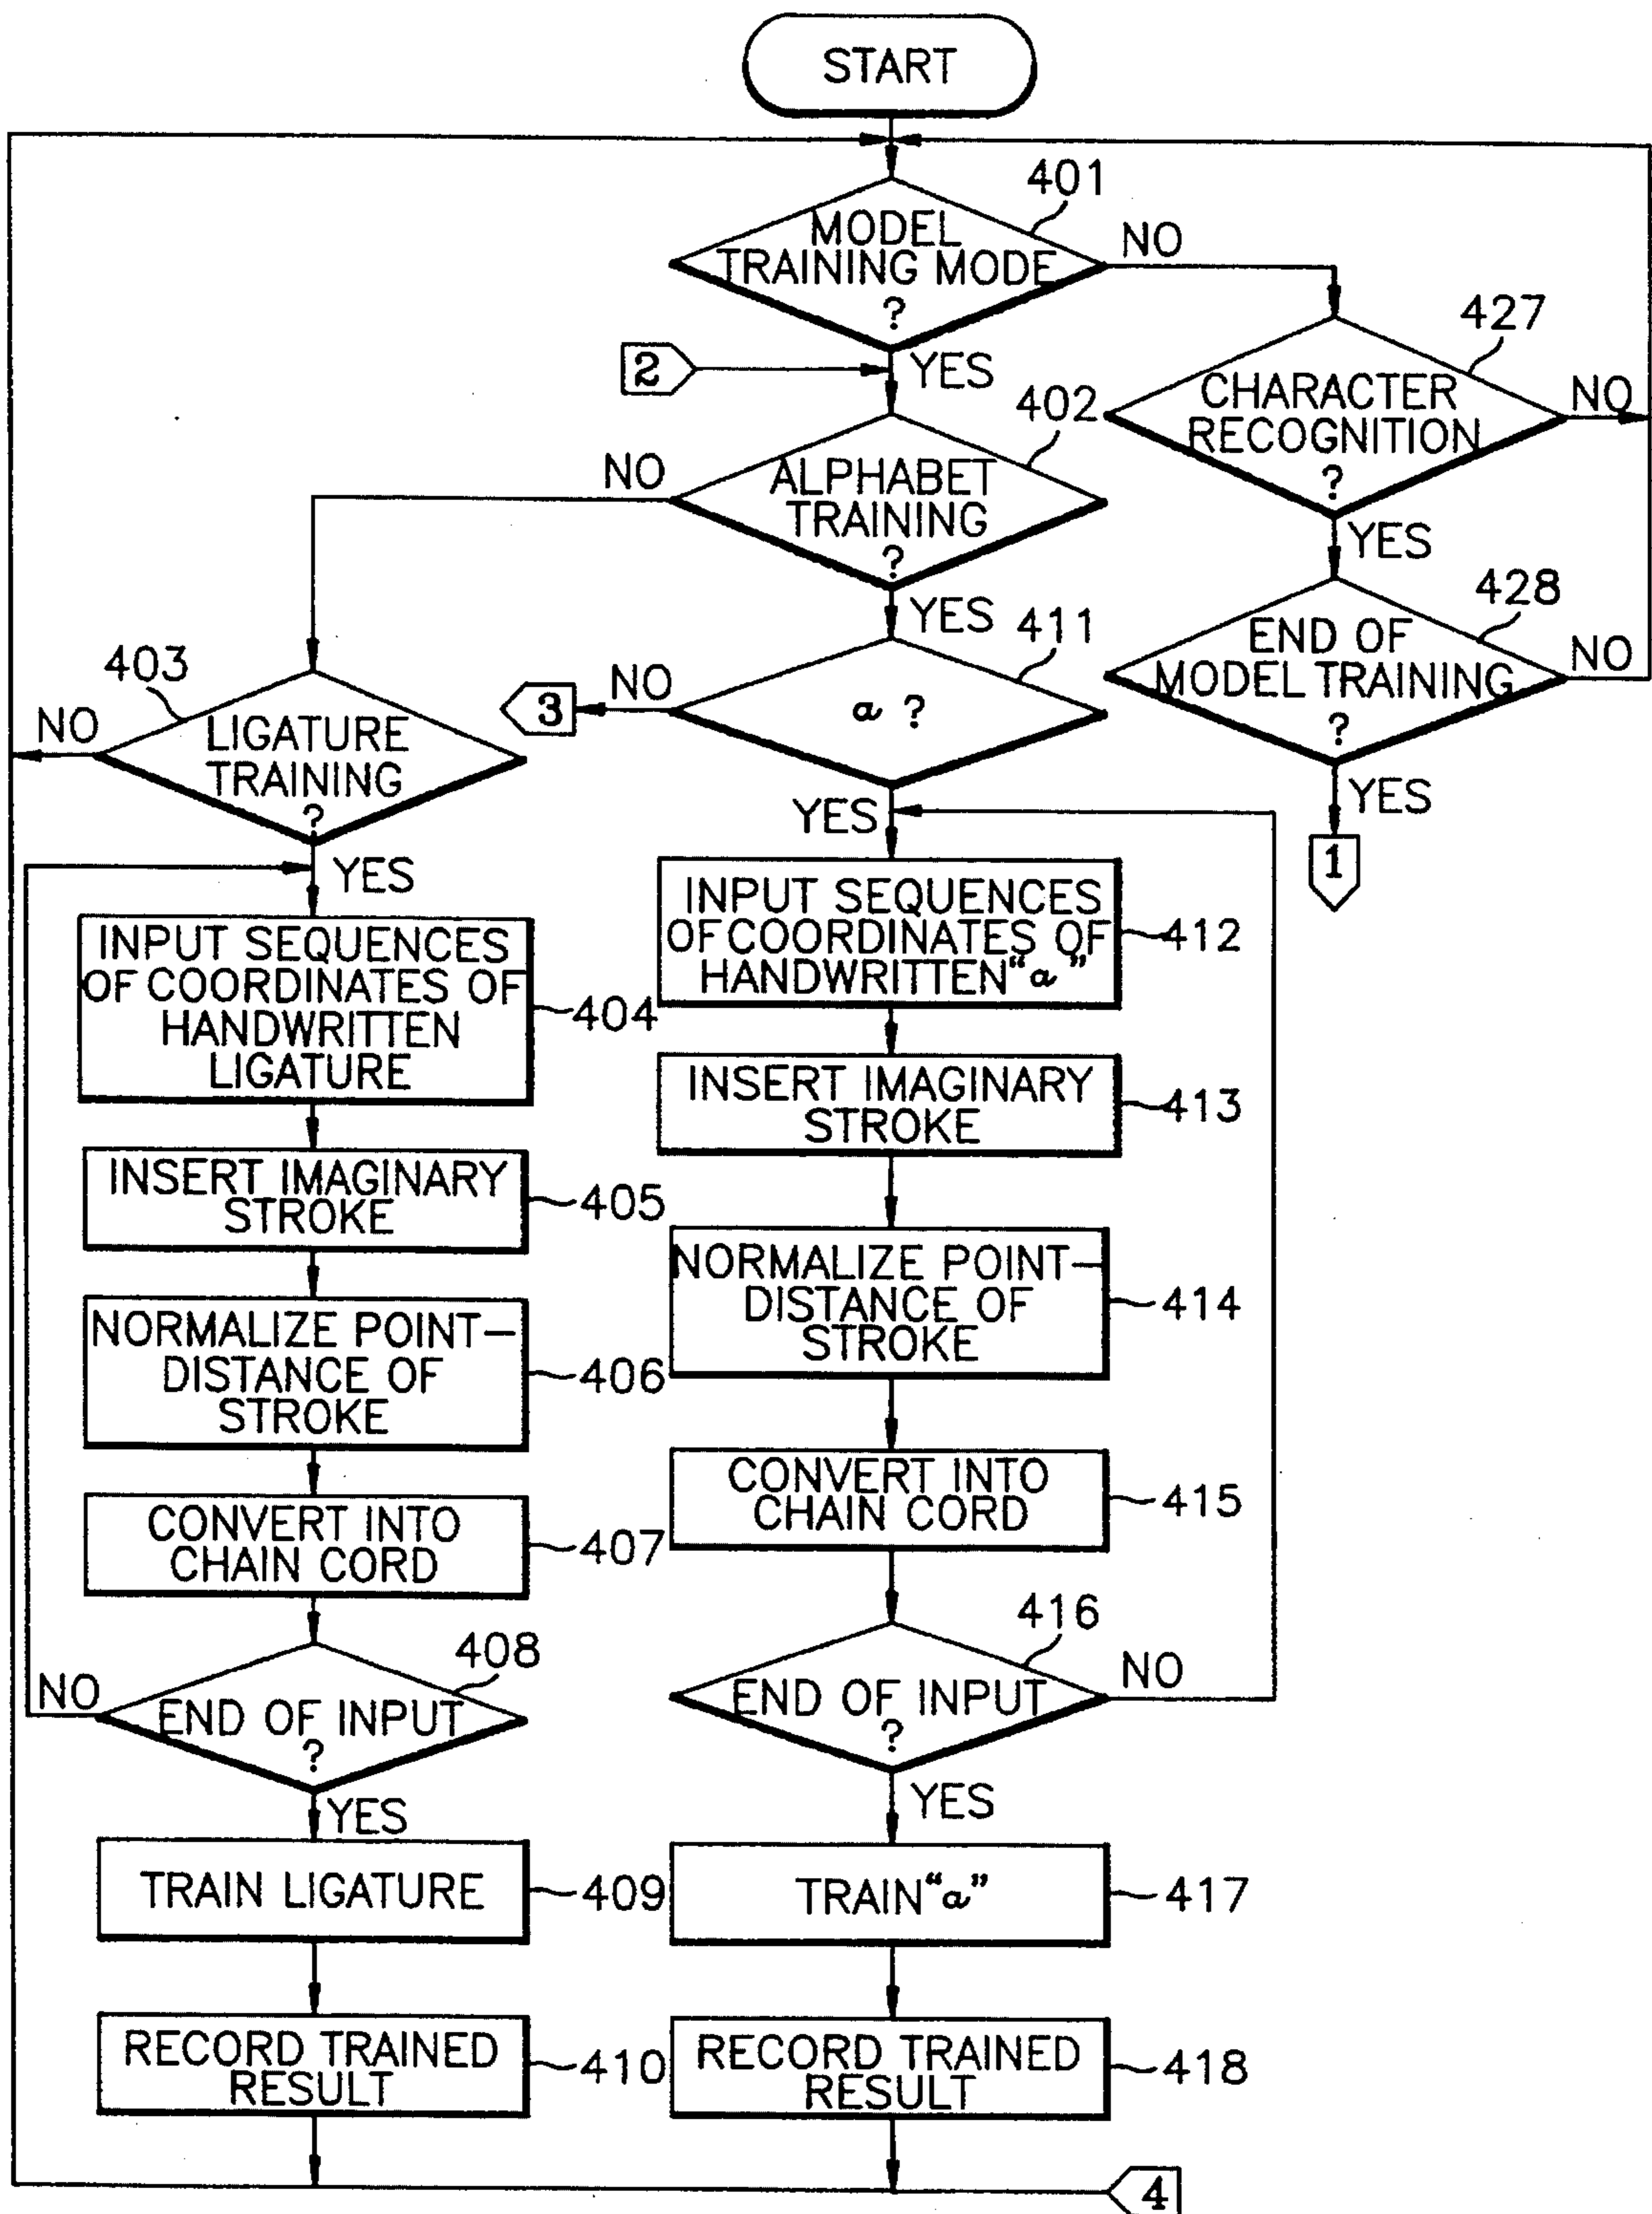 START
401
MODEL
TRAINING MODE
?
NO
YES
2
427
CHARACTER
RECOGNITION
?
NO
YES
402
ALPHABET
TRAINING
?
NO
YES
428
END OF
MODEL TRAINING
?
NO
YES
1
411
a ?
NO
3
YES
403
LIGATURE
TRAINING
?
NO
YES
INPUT SEQUENCES
OF COORDINATES OF
HANDWRITTEN
LIGATURE
404
INSERT IMAGINARY
STROKE
405
NORMALIZE POINT-
DISTANCE OF
STROKE
406
CONVERT INTO
CHAIN CORD
407
408
END OF INPUT
?
NO
YES
TRAIN LIGATURE
409
RECORD TRAINED
RESULT
410
INPUT SEQUENCES
OF COORDINATES OF
HANDWRITTEN "a"
412
INSERT IMAGINARY
STROKE
413
NORMALIZE POINT-
DISTANCE OF
STROKE
414
CONVERT INTO
CHAIN CORD
415
416
END OF INPUT
?
NO
YES
TRAIN "a"
417
RECORD TRAINED
RESULT
418
4